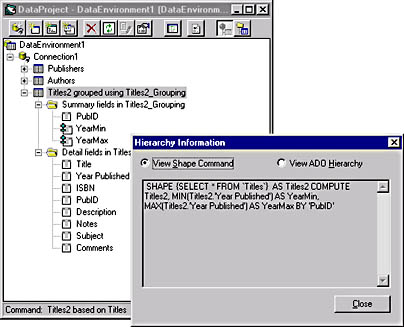 DataProject - DataEnvironment1 (DataEnvironm...
DataEnvironment1
Connection1
Publishers
Authors
Titles2 grouped using Titles2_Grouping
Summary fields in Titles2_Grouping
PubID
YearMin
YearMax
Detail fields in Titles
Title
Year Published
ISBN
PubID
Description
Notes
Subject
Comments
Command: Titles2 based on Titles
Hierarchy Information
View Shape Command
View ADO Hierarchy
SHAPE {SELECT * FROM `Titles`} AS Titles2 COMPUTE
Titles2, MIN(Titles2.'Year Published') AS YearMin,
MAX(Titles2.'Year Published') AS YearMax BY 'PubID'
Close